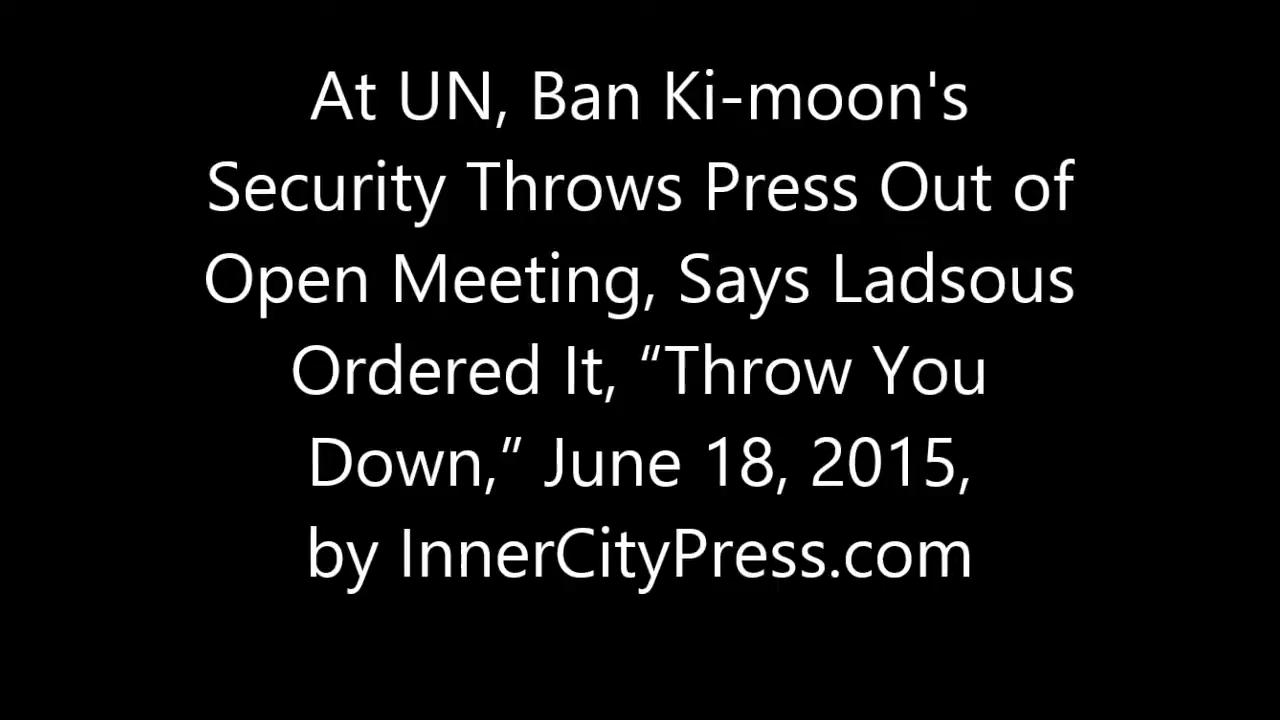 At UN, Ban Ki-moon's
Security Throws Press Out of
Open Meeting, Says Ladsous
Ordered It, “Throw You
Down,” June 18, 2015,
by InnerCityPress.com